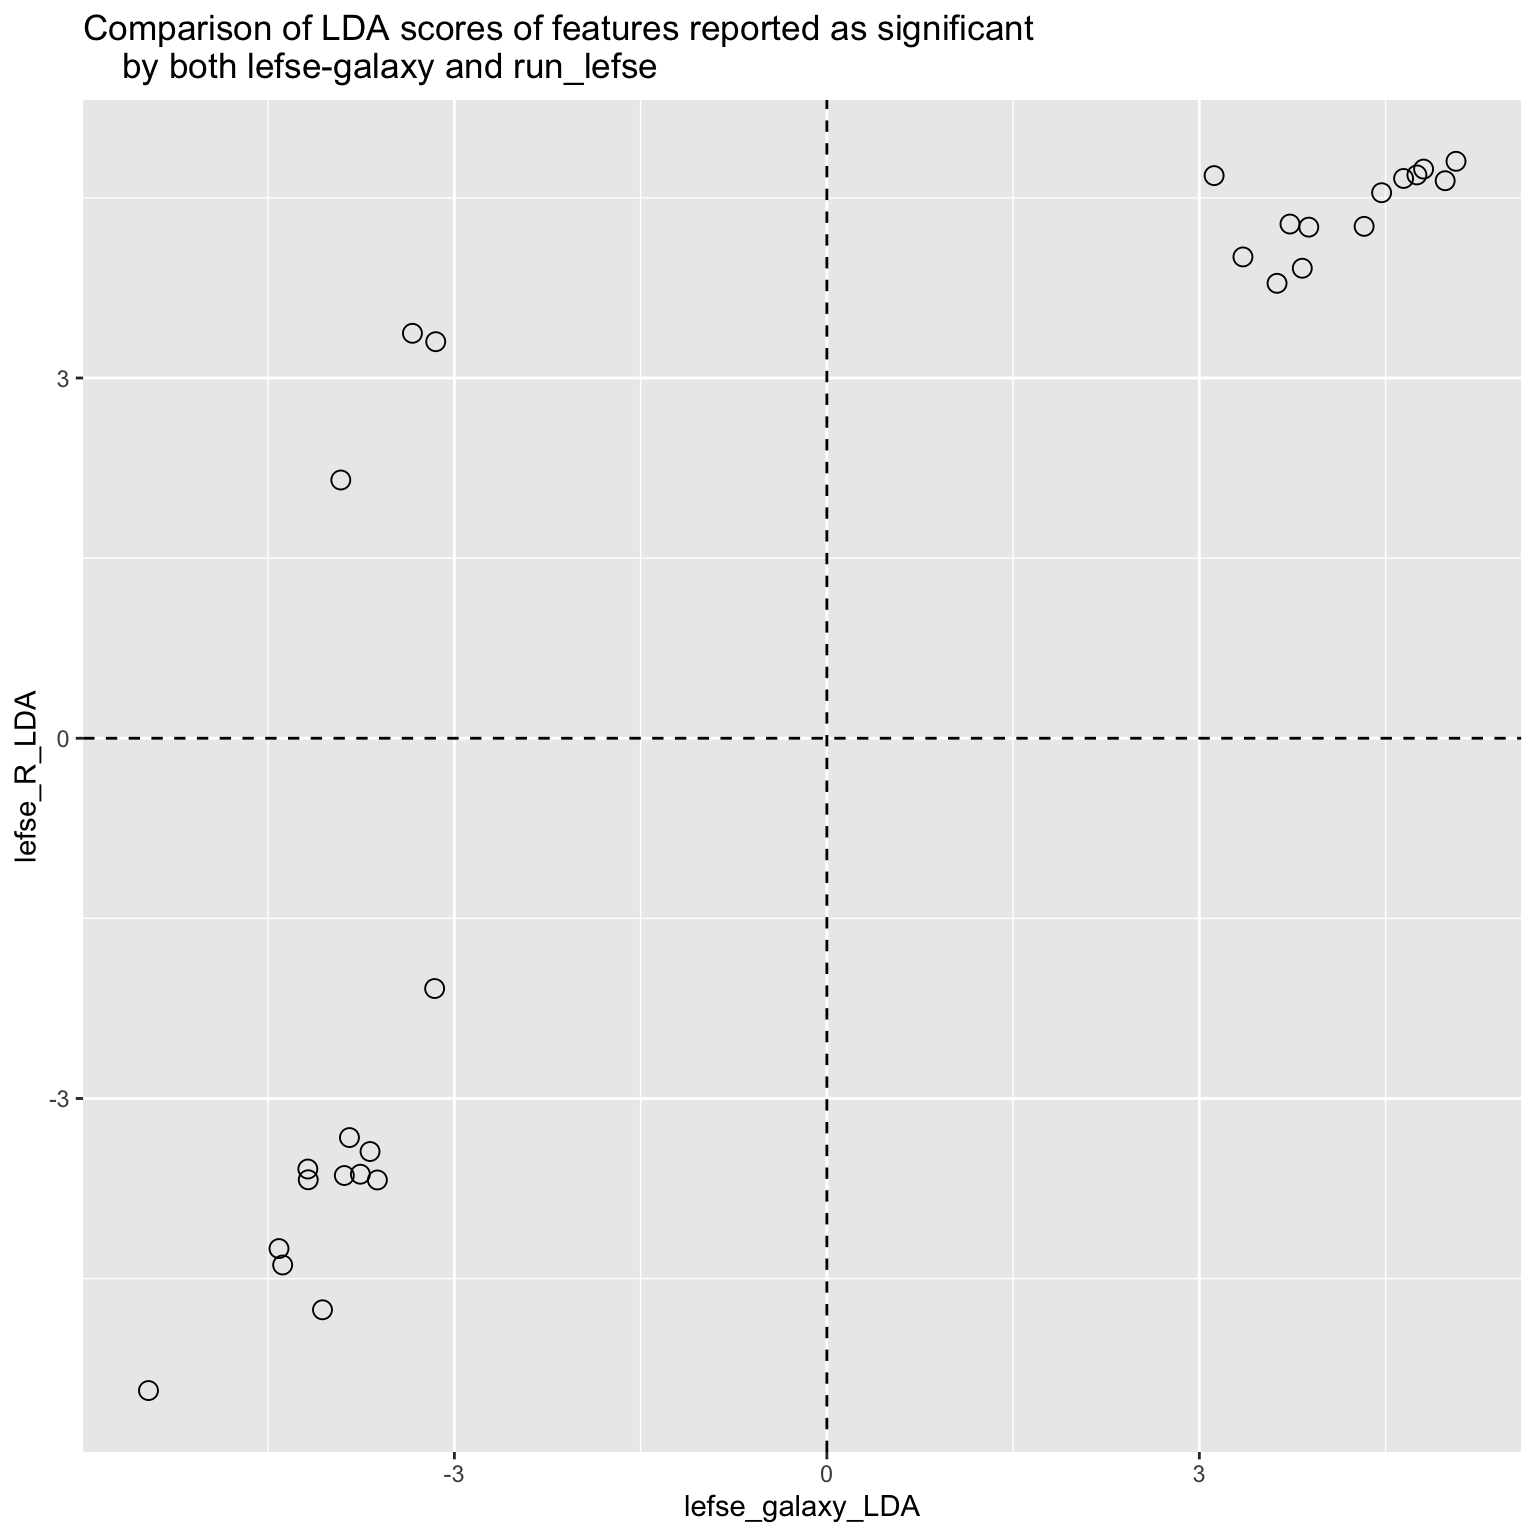 Comparison of LDA scores of features reported as significant
by both lefse-galaxy and run_lefse
3
0
-3
lefse_R_LDA
-3
0
3
lefse_galaxy_LDA